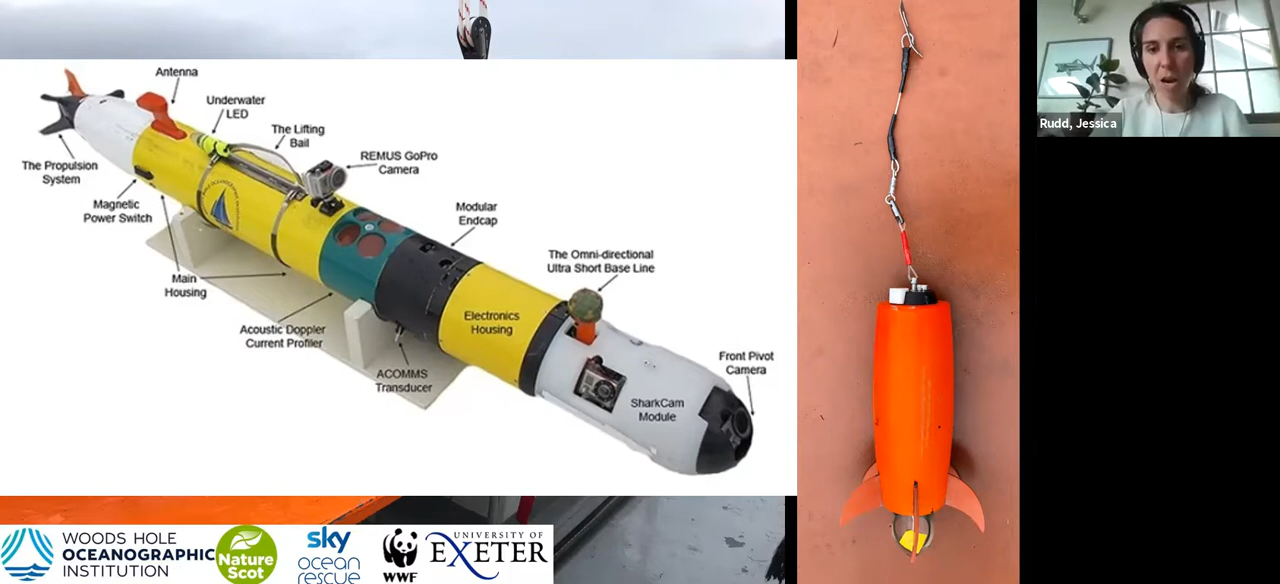 Antenna
Underwater
LED
The Lifting
Bail
REMUS GoPro
Camera
The Propulsion
System
Magnetic
Power Switch
Modular
Endcap
The Omni-directional
Ultra Short Base Line
Main
Housing
Acoustic Doppler
Current Profiler
Electronics
Housing
ACOMMS
Transducer
Front Pivot
Camera
SharkCam
Module
Rudd, Jessica
WOODS HOLE
OCEANOGRAPHIC
INSTITUTION
Nature
Scot
sky
ocean
rescue
WWF
UNIVERSITY OF
EXETER